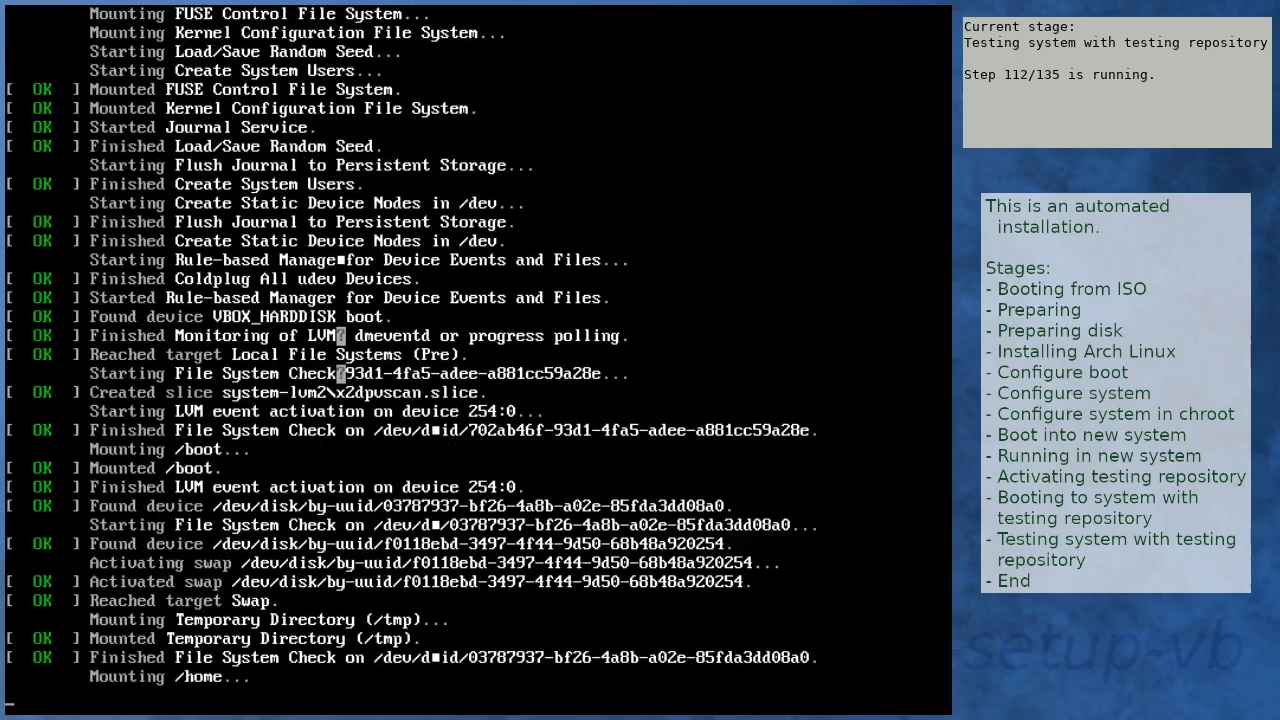 Mounting FUSE Control File System...
Mounting Kernel Configuration File System...
Starting Load/Save Random Seed...
Starting Create System Users...
[  OK  ] Mounted FUSE Control File System.
[  OK  ] Mounted Kernel Configuration File System.
[  OK  ] Started Journal Service.
[  OK  ] Finished Load/Save Random Seed.
Starting Flush Journal to Persistent Storage...
[  OK  ] Finished Create System Users.
Starting Create Static Device Nodes in /dev...
[  OK  ] Finished Flush Journal to Persistent Storage.
[  OK  ] Finished Create Static Device Nodes in /dev.
Starting Rule-based Manage■for Device Events and Files...
[  OK  ] Finished Coldplug All udev Devices.
[  OK  ] Started Rule-based Manager for Device Events and Files.
[  OK  ] Found device VBOX_HARDDISK boot.
[  OK  ] Finished Monitoring of LVM? dmeventd or progress polling.
[  OK  ] Reached target Local File Systems (Pre).
Starting File System Check?93d1-4fa5-adee-a881cc59a28e...
[  OK  ] Created slice system-lvm2\x2dpvscan.slice.
Starting LVM event activation on device 254:0...
[  OK  ] Finished File System Check on /dev/d■id/702ab46f-93d1-4fa5-adee-a881cc59a28e.
Mounting /boot...
[  OK  ] Mounted /boot.
[  OK  ] Finished LVM event activation on device 254:0.
[  OK  ] Found device /dev/disk/by-uuid/03787937-bf26-4a8b-a02e-85fda3dd08a0.
Starting File System Check on /dev/d■/03787937-bf26-4a8b-a02e-85fda3dd08a0...
[  OK  ] Found device /dev/disk/by-uuid/f0118ebd-3497-4f44-9d50-68b48a920254.
Activating swap /dev/disk/by-uuid/f0118ebd-3497-4f44-9d50-68b48a920254...
[  OK  ] Activated swap /dev/disk/by-uuid/f0118ebd-3497-4f44-9d50-68b48a920254.
[  OK  ] Reached target Swap.
Mounting Temporary Directory (/tmp)...
[  OK  ] Mounted Temporary Directory (/tmp).
[  OK  ] Finished File System Check on /dev/d■id/03787937-bf26-4a8b-a02e-85fda3dd08a0.
Mounting /home...
_
Current stage:
Testing system with testing repository
Step 112/135 is running.
This is an automated
installation.
Stages:
- Booting from ISO
- Preparing
- Preparing disk
- Installing Arch Linux
- Configure boot
- Configure system
- Configure system in chroot
- Boot into new system
- Running in new system
- Activating testing repository
- Booting to system with
testing repository
- Testing system with testing
repository
- End
setup-vb